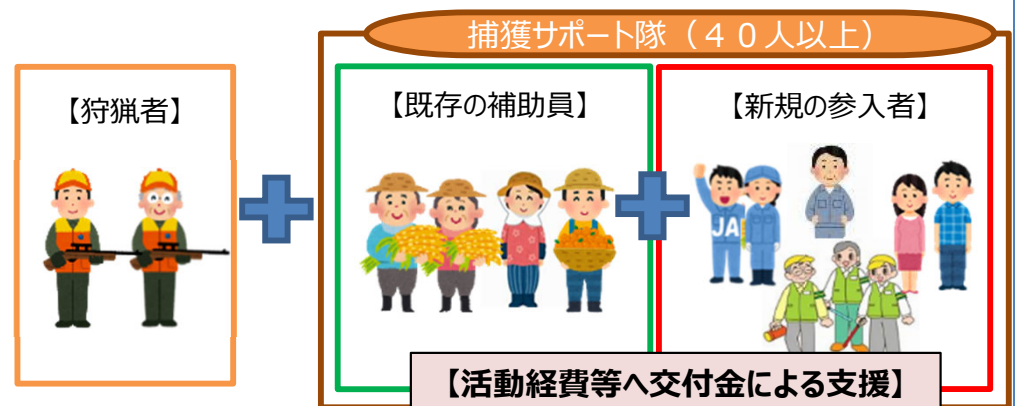 捕獲サポート隊（４０人以上）
【狩猟者】
【既存の補助員】
【新規の参入者】
JA
【活動経費等へ交付金による支援】